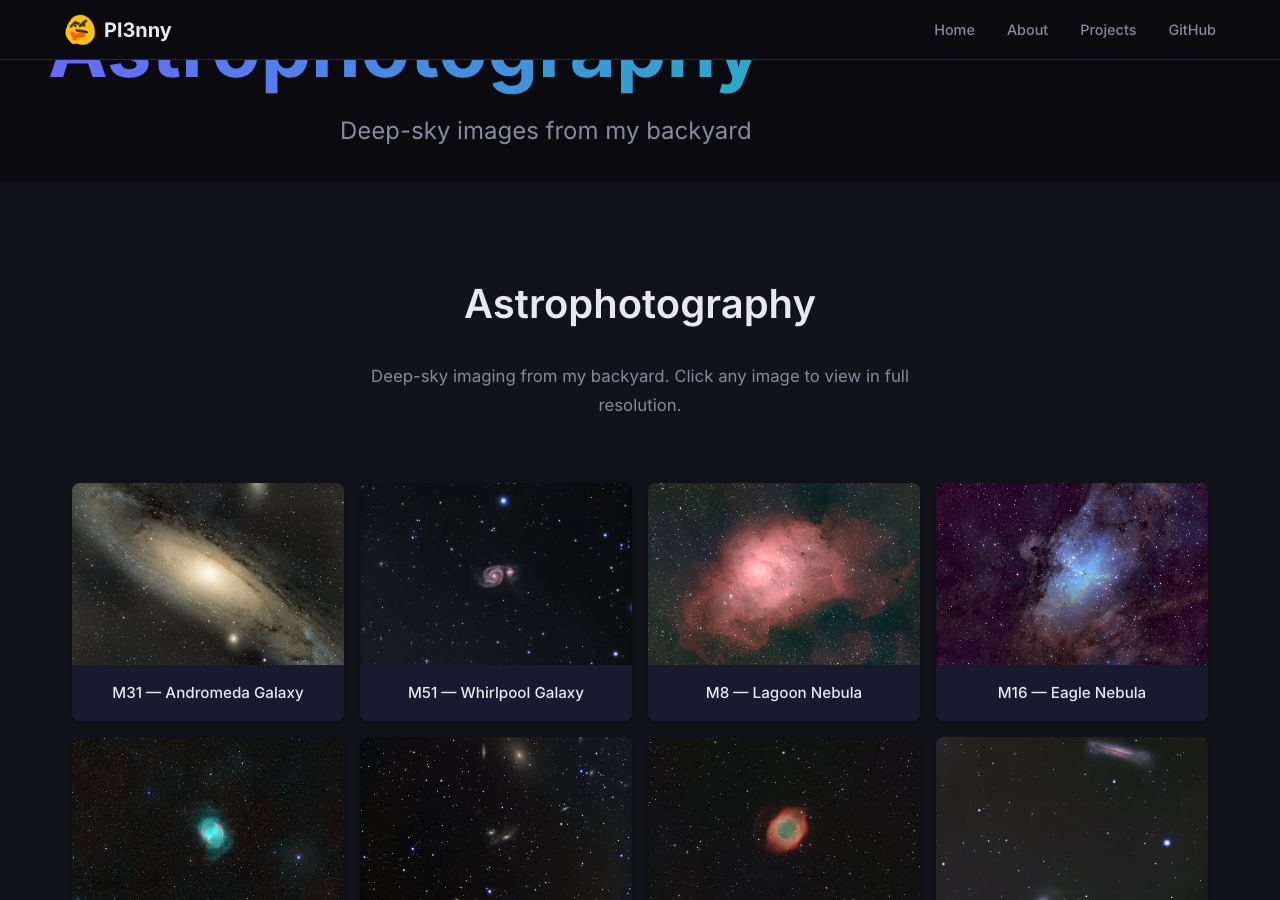 Pl3nny
Home
About
Projects
GitHub
Astrophotography
Deep-sky images from my backyard
Astrophotography
Deep-sky imaging from my backyard. Click any image to view in full
resolution.
M31 — Andromeda Galaxy
M51 — Whirlpool Galaxy
M8 — Lagoon Nebula
M16 — Eagle Nebula